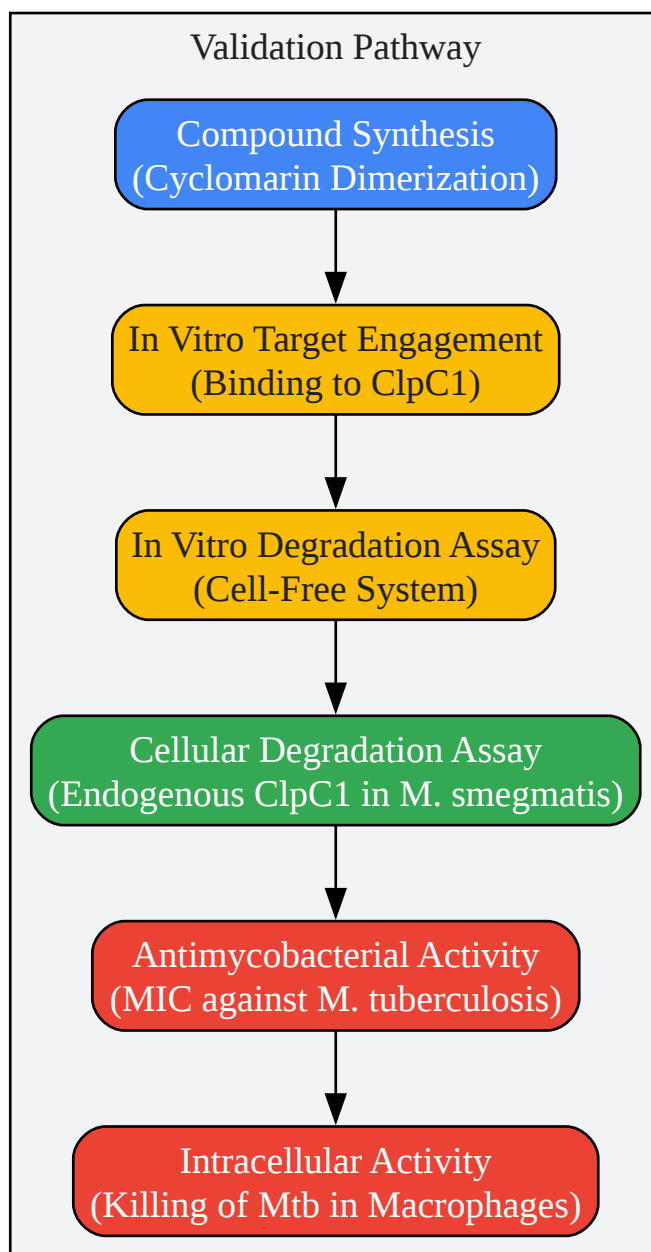 Validation Pathway
Compound Synthesis
(Cyclomarin Dimerization)
In Vitro Target Engagement
(Binding to ClpC1)
In Vitro Degradation Assay
(Cell-Free System)
Cellular Degradation Assay
(Endogenous ClpC1 in M. smegmatis)
Antimycobacterial Activity
(MIC against M. tuberculosis)
Intracellular Activity
(Killing of Mtb in Macrophages)